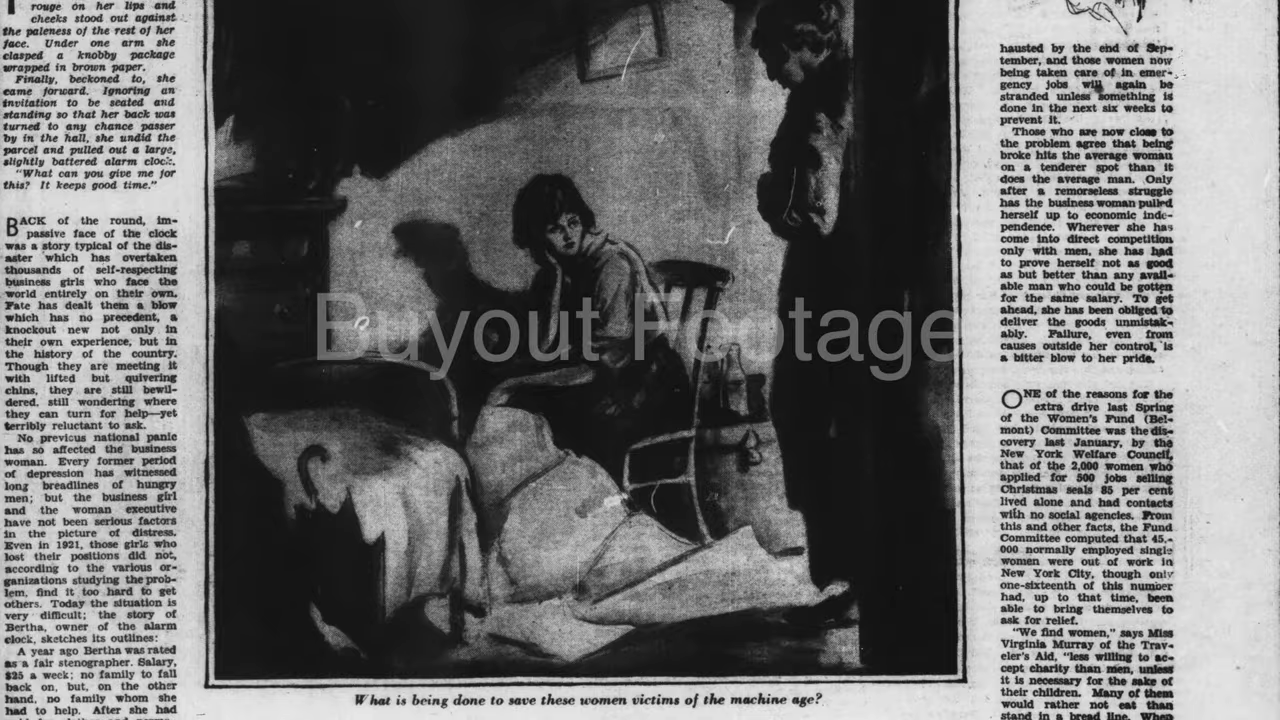 rouge on her lips and
cheeks stood out against
the paleness of the rest of her
face. Under one arm she
clasped a knobby package
wrapped in brown paper.
Finally, beckoned to, she
came forward. Ignoring an
invitation to be seated and
standing so that her back was
turned to any chance passer
by in the hall, she undid the
parcel and pulled out a large,
slightly battered alarm clock.
"What can you give me for
this? It keeps good time."
BACK of the round, im-
passive face of the clock
was a story typical of the dis-
aster which has overtaken
thousands of self-respecting
business girls who face the
world entirely on their own.
Fate has dealt them a blow
which has no precedent, a
knockout new not only in
their own experience, but in
the history of the country.
Though they are meeting it
with lifted but quivering
chins, they are still bewil-
dered, still wondering where
they can turn for help—yet
terribly reluctant to ask.
No previous national panic
has so affected the business
woman. Every former period
of depression has witnessed
long breadlines of hungry
men; but the business girl
and the woman executive
have not been serious factors
in the picture of distress.
Even in 1921, those girls who
lost their positions did not,
according to the various or-
ganizations studying the prob-
lem, find it too hard to get
others. Today the situation is
very difficult; the story of
Bertha, owner of the alarm
clock, sketches its outlines:
A year ago Bertha was rated
as a fair stenographer. Salary,
$25 a week; no family to fall
back on, but, on the other
hand, no family whom she
had to help. After she had
What is being done to save these women victims of the machine age?
hausted by the end of Sep-
tember, and those women now
being taken care of in emer-
gency jobs will again be
stranded unless something is
done in the next six weeks to
prevent it.
Those who are now close to
the problem agree that being
broke hits the average woman
on a tenderer spot than it
does the average man. Only
after a remorseless struggle
has the business woman pulled
herself up to economic inde-
pendence. Wherever she has
come into direct competition
only with men, she has had
to prove herself not as good
as but better than any avail-
able man who could be gotten
for the same salary. To get
ahead, she has been obliged to
deliver the goods unmistak-
ably. Failure, even from
causes outside her control, is
a bitter blow to her pride.
ONE of the reasons for the
extra drive last Spring
of the Women's Fund (Bel-
mont) Committee was the dis-
covery last January, by the
New York Welfare Council,
that of the 2,000 women who
applied for 500 jobs selling
Christmas seals 85 per cent
lived alone and had contacts
with no social agencies. From
this and other facts, the Fund
Committee computed that 45,-
000 normally employed single
women were out of work in
New York City, though only
one-sixteenth of this number
had, up to that time, been
able to bring themselves to
ask for relief.
"We find women," says Miss
Virginia Murray of the Trav-
eler's Aid, "less willing to ac-
cept charity than men, unless
it is necessary for the sake of
their children. Many of them
would rather not eat than
stand in a bread line. When
Buyout Footage